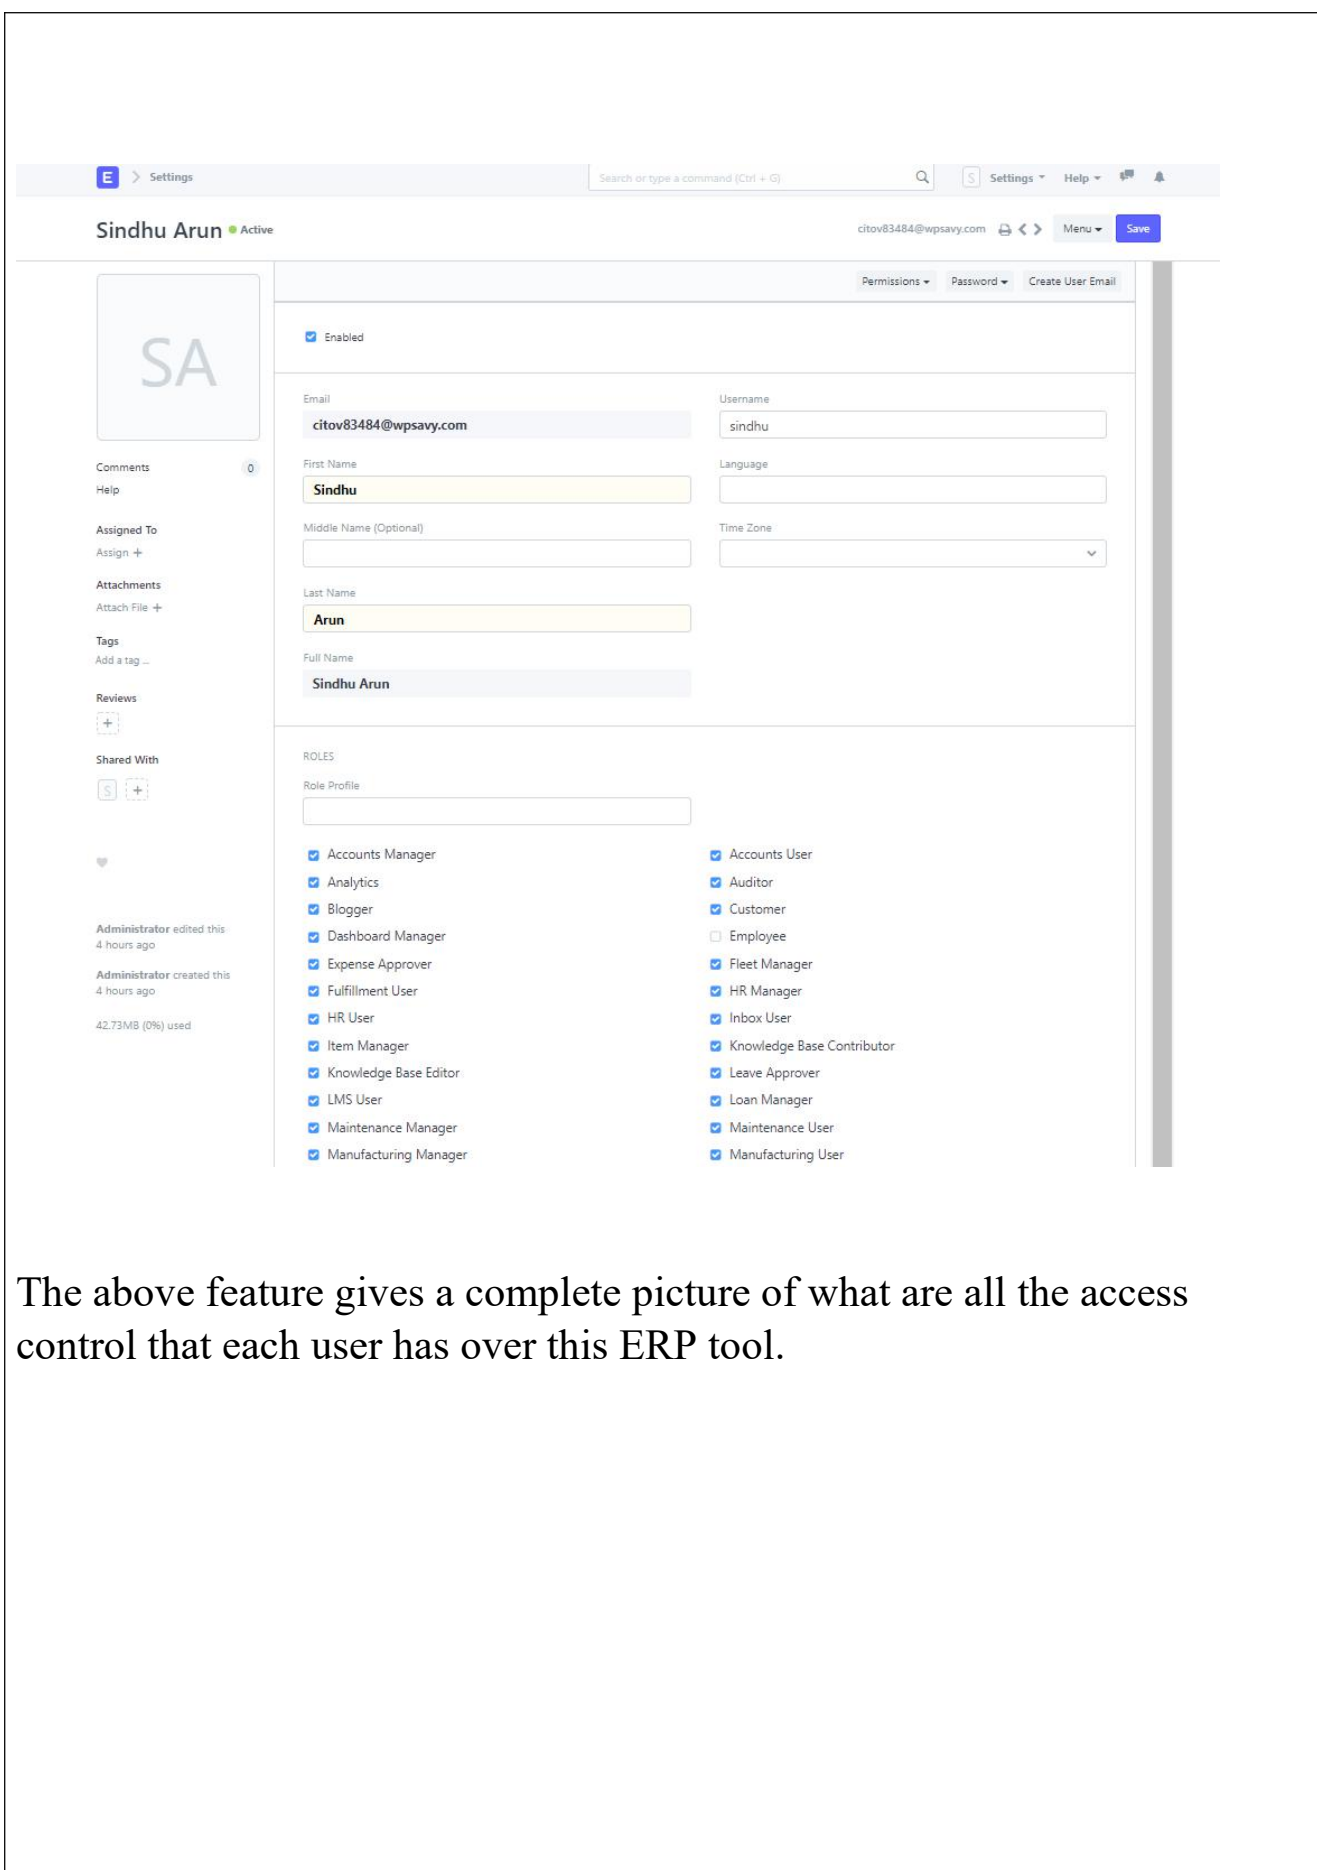 E > Settings
Search or type a command (Ctrl + G)
S Settings Help
Sindhu Arun Active
citov83484@wpsavy.com
Menu
Save
Permissions Password Create User Email
SA
Enabled
Email
citov83484@wpsavy.com
Username
sindhu
Comments 0
Help
First Name
Sindhu
Language
Assigned To
Assign +
Middle Name (Optional)
Time Zone
Attachments
Attach File +
Last Name
Arun
Tags
Add a tag ...
Full Name
Sindhu Arun
Reviews
+
Shared With
S +
ROLES
Role Profile
Accounts Manager
Accounts User
Analytics
Auditor
Blogger
Customer
Dashboard Manager
Employee
Expense Approver
Fleet Manager
Fulfillment User
HR Manager
HR User
Inbox User
Item Manager
Knowledge Base Contributor
Knowledge Base Editor
Leave Approver
LMS User
Loan Manager
Maintenance Manager
Maintenance User
Manufacturing Manager
Manufacturing User
Administrator edited this
4 hours ago
Administrator created this
4 hours ago
42.73MB (0%) used
The above feature gives a complete picture of what are all the access
control that each user has over this ERP tool.